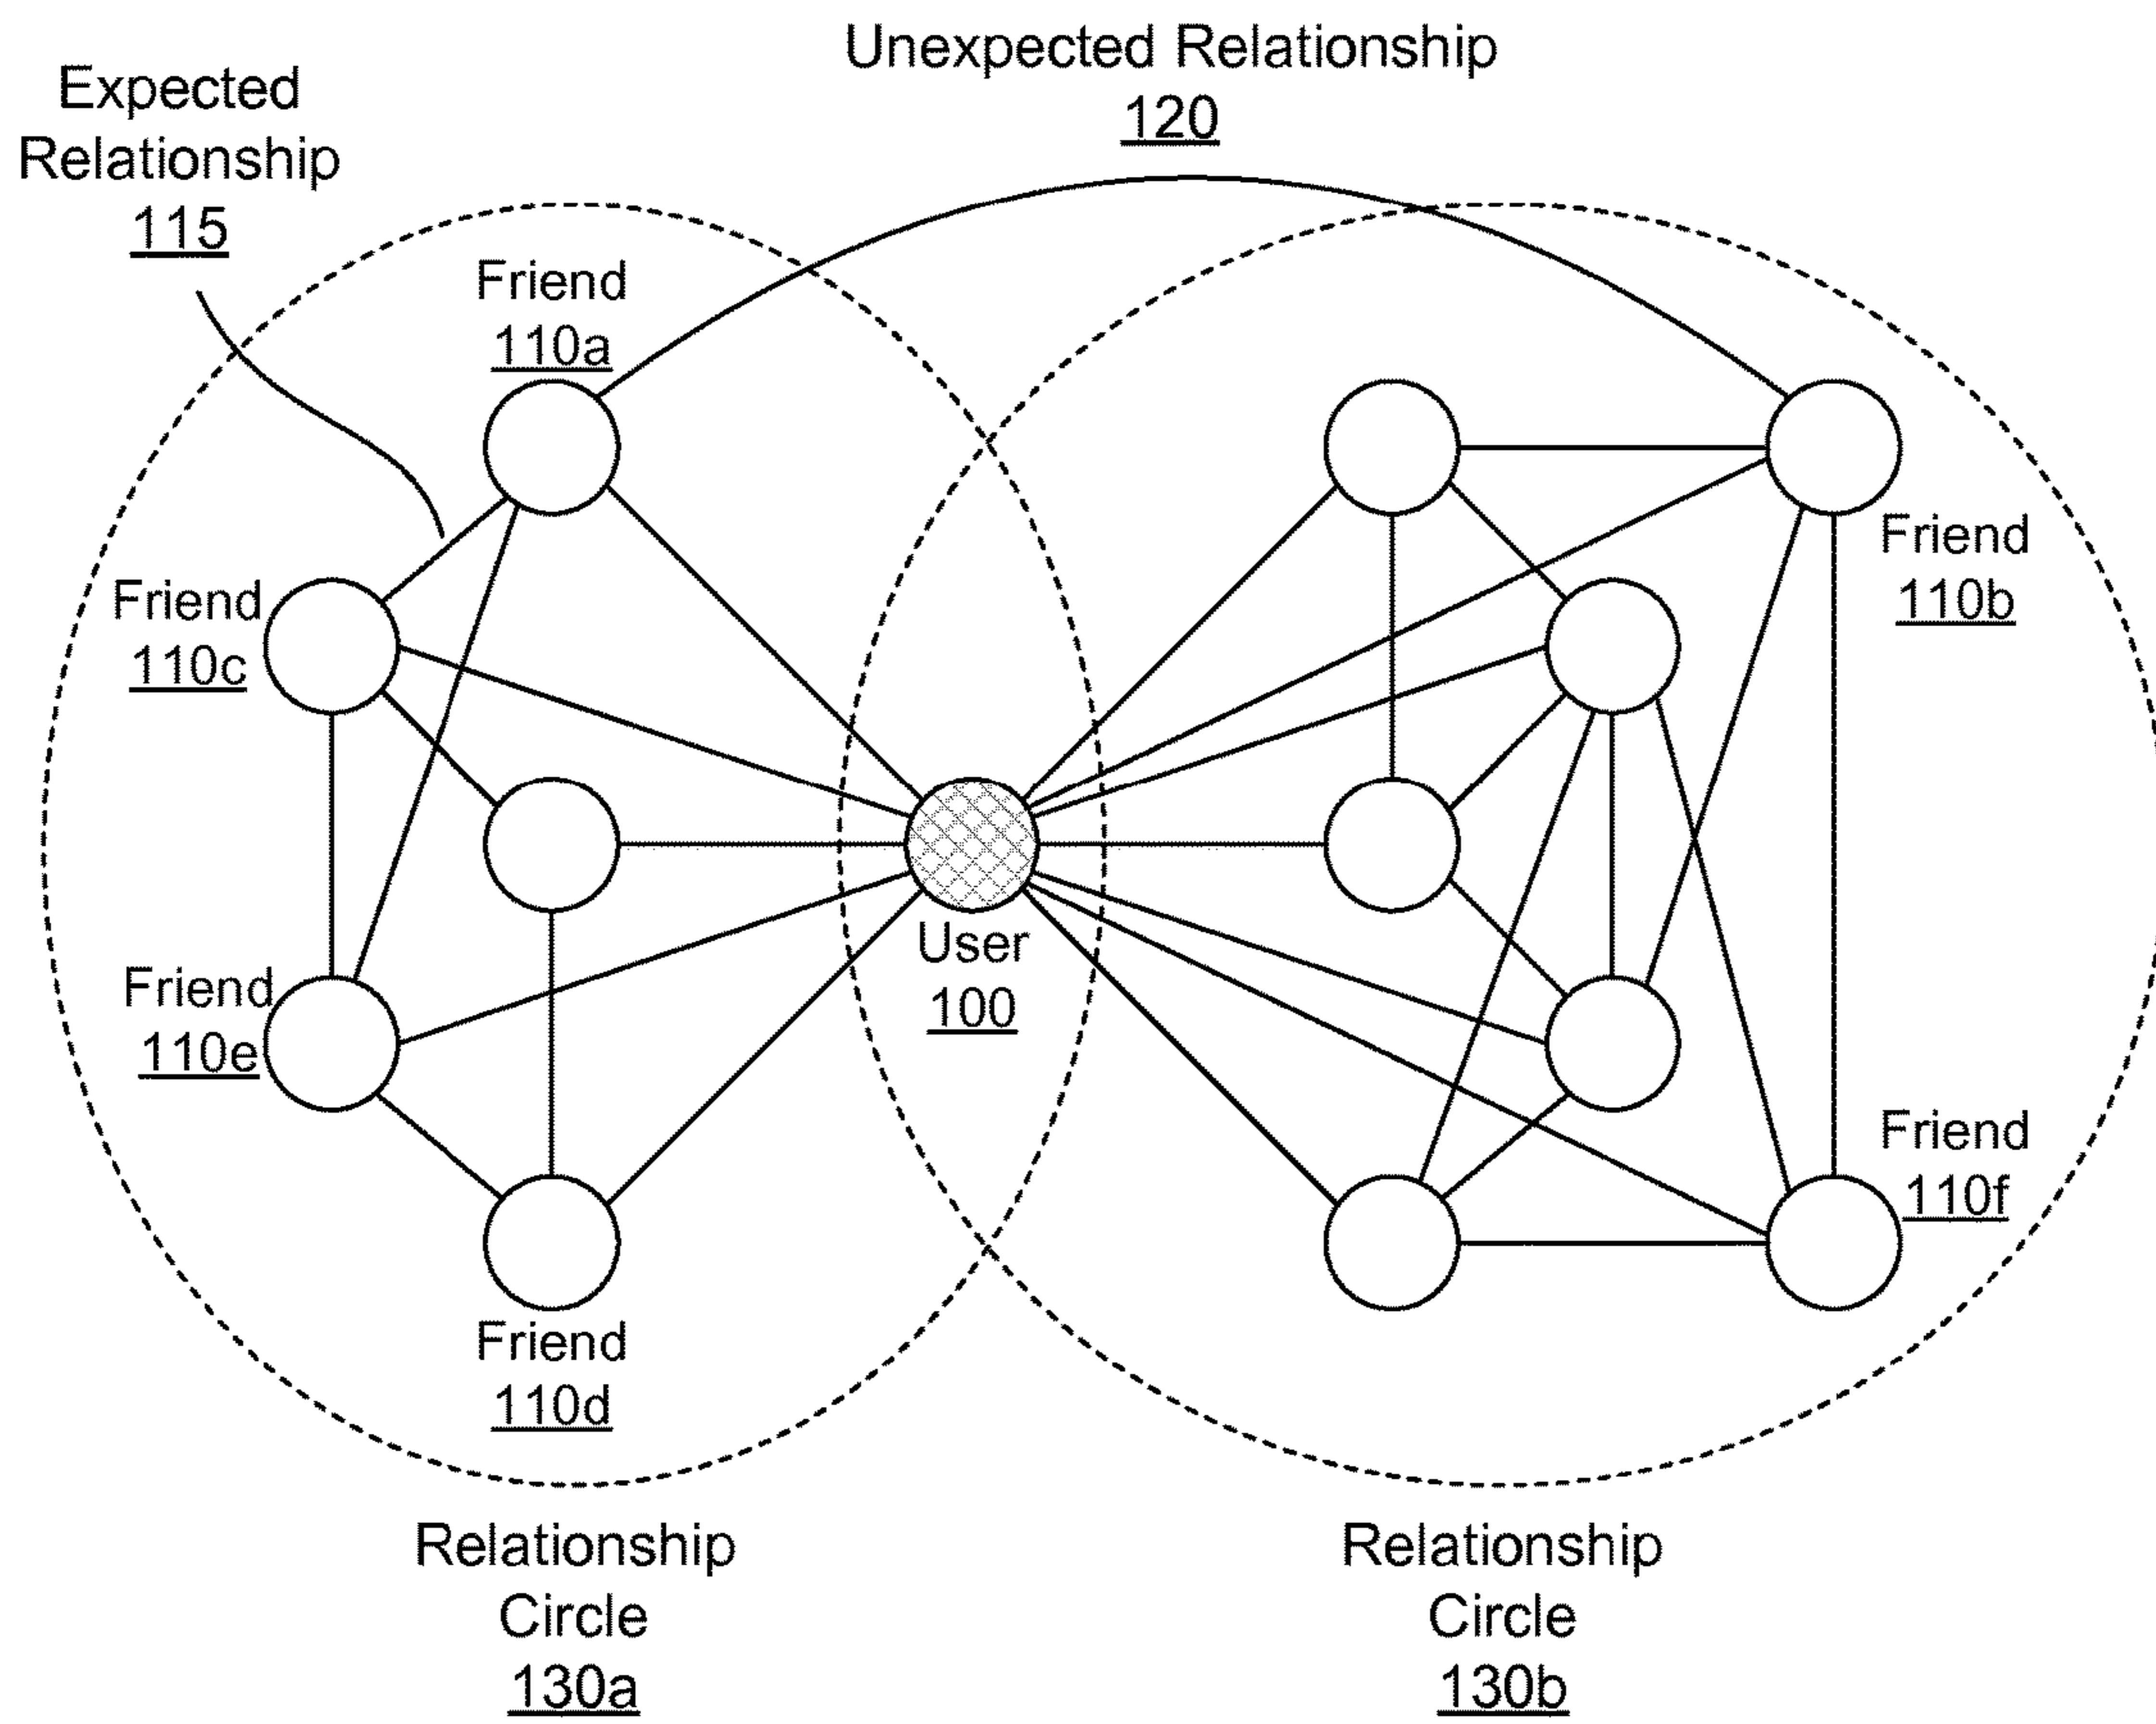 Unexpected Relationship
120
Expected
Relationship
115
Friend
110a
Friend
110b
Friend
110c
User
100
Friend
110e
Friend
110f
Friend
110d
Relationship
Circle
130a
Relationship
Circle
130b